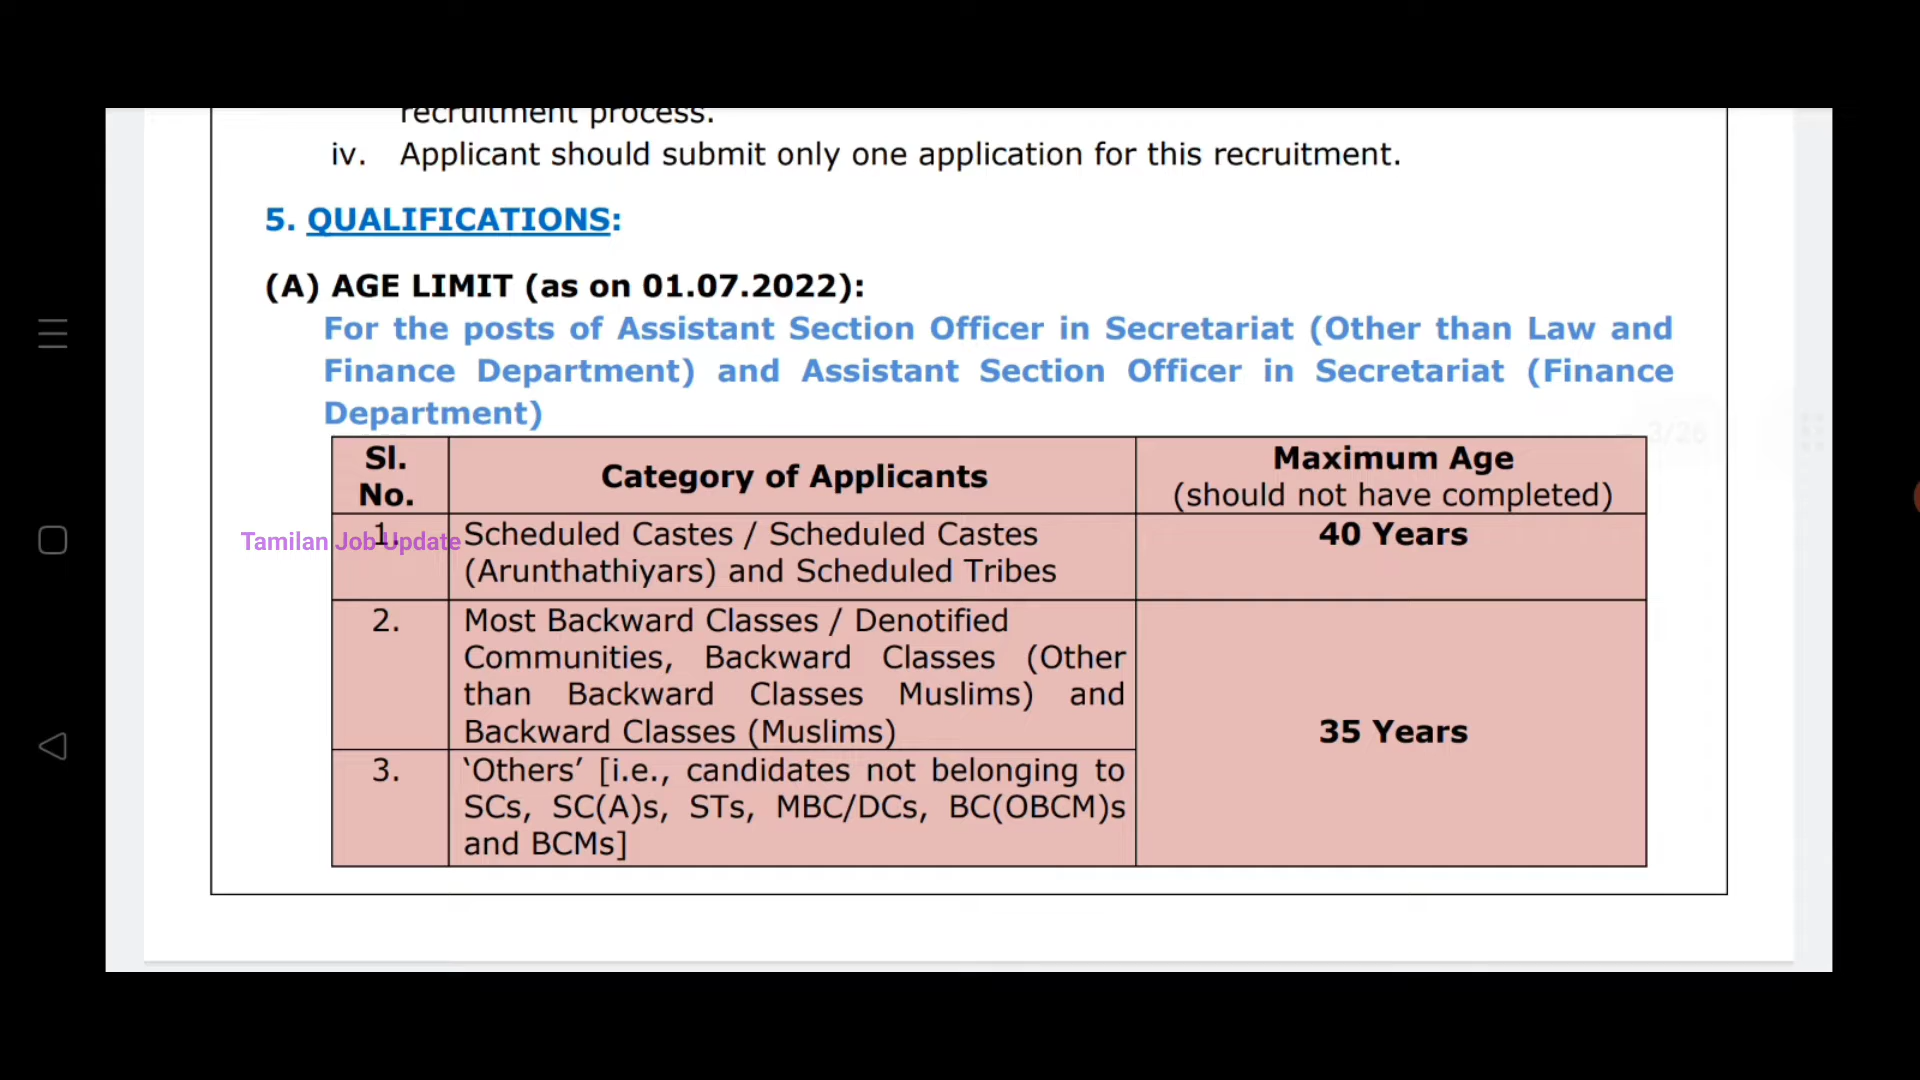 recruitment process.
iv. Applicant should submit only one application for this recruitment.
5. QUALIFICATIONS:
(A) AGE LIMIT (as on 01.07.2022):
For the posts of Assistant Section Officer in Secretariat (Other than Law and
Finance Department) and Assistant Section Officer in Secretariat (Finance
Department)
3/26
Sl.
No.
Category of Applicants
Maximum Age
(should not have completed)
1.
Tamilan Job Update
Scheduled Castes / Scheduled Castes
(Arunthathiyars) and Scheduled Tribes
40 Years
2.
Most Backward Classes / Denotified
Communities, Backward Classes (Other
than Backward Classes Muslims) and
Backward Classes (Muslims)
35 Years
3.
‘Others’ [i.e., candidates not belonging to
SCs, SC(A)s, STs, MBC/DCs, BC(OBCM)s
and BCMs]